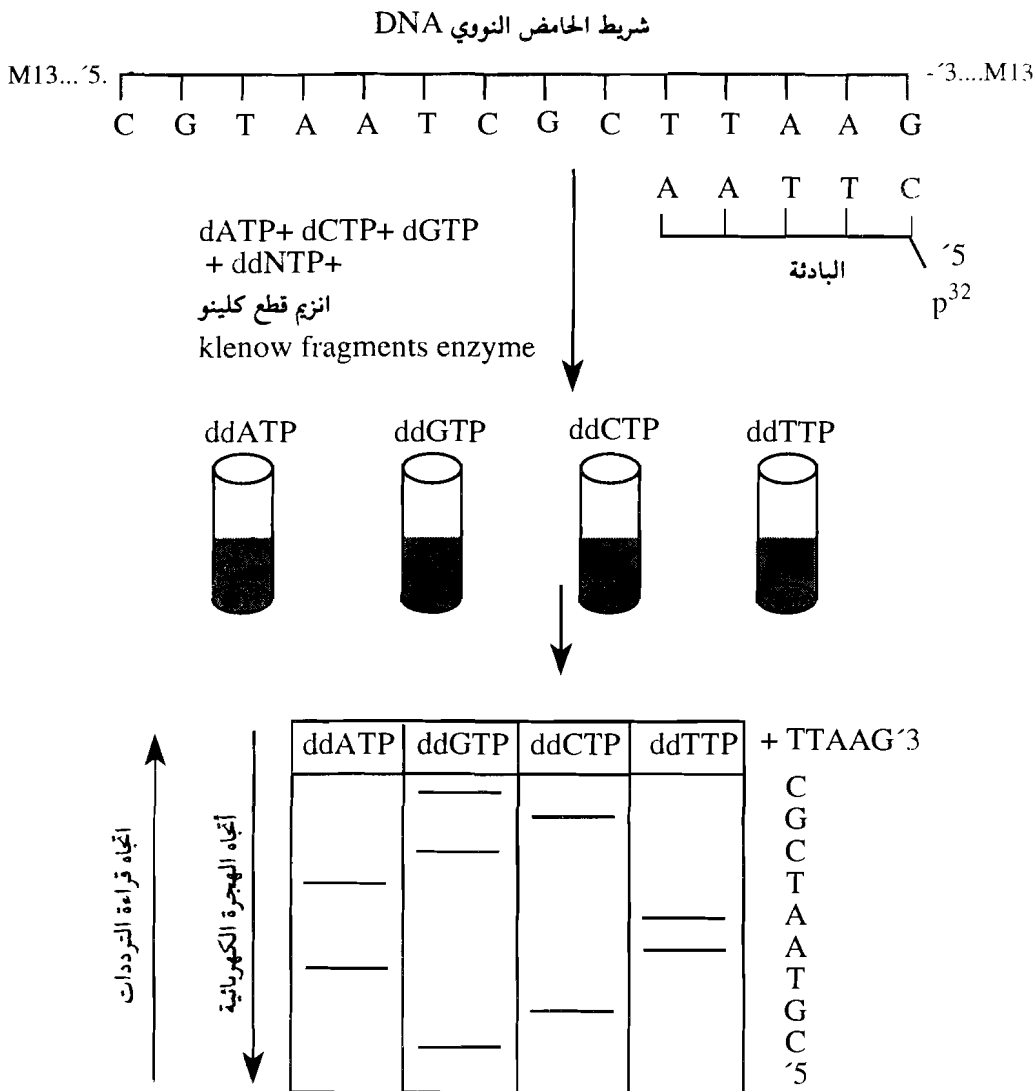 شريط الحامض النووي DNA
M13...´5.
-´3....M13
C G T A A T C G C T T A A G
A A T T C
´5
p32
البادئة
dATP+ dCTP+ dGTP
+ ddNTP+
انزيم قطع كلينو
klenow fragments enzyme
ddATP ddGTP ddCTP ddTTP
ddATP ddGTP ddCTP ddTTP + TTAAG´3
C
G
C
T
A
A
T
G
C
´5
اتجاه قراءة الترددات
أتجاه الهجرة الكهربائية